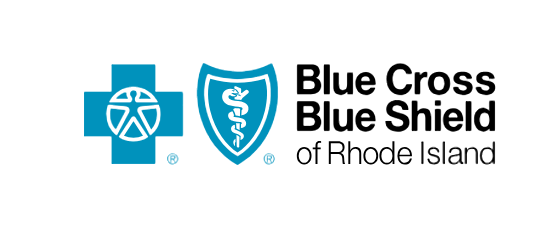 ® ® Blue Cross
Blue Shield
of Rhode Island